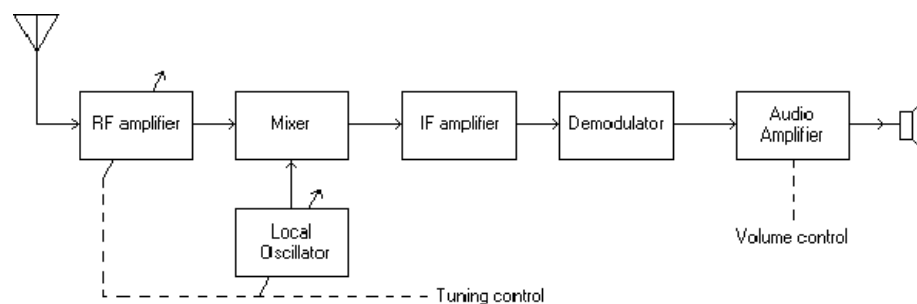 RF amplifier
Mixer
IF amplifier
Demodulator
Audio
Amplifier
Local
Oscillator
Volume control
Tuning control